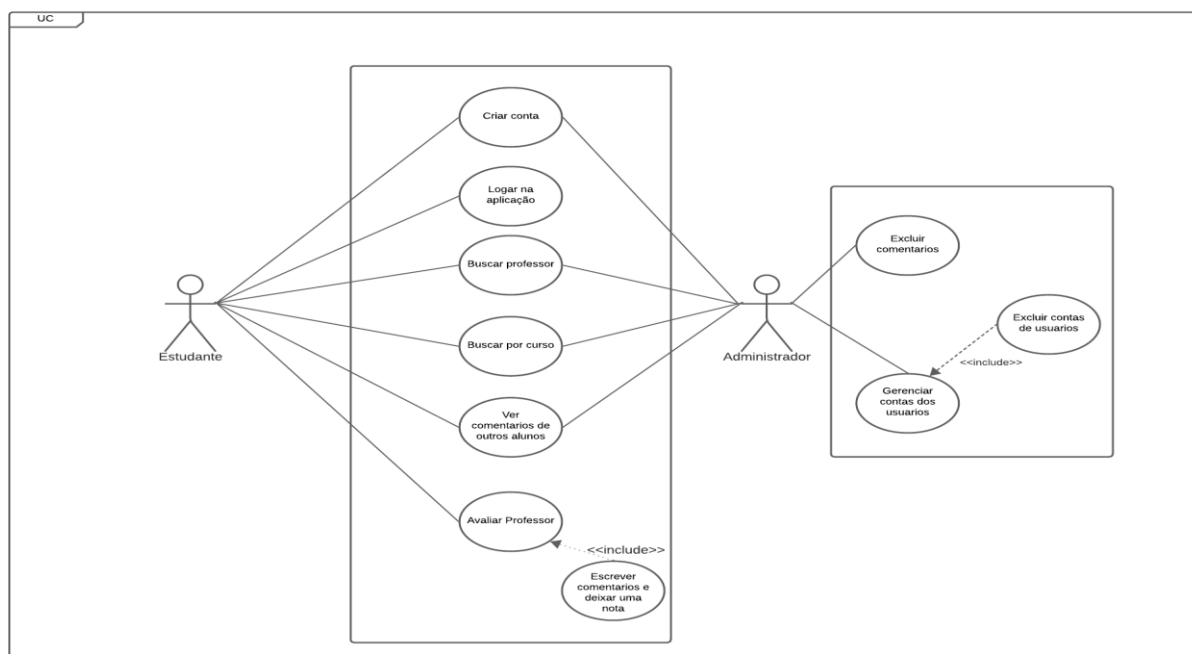 UC
Criar conta
Logar na
aplicação
Buscar professor
Buscar por curso
Ver
comentarios de
outros alunos
Avaliar Professor
<<include>>
Escrever
comentarios e
deixar uma
nota
Estudante
Administrador
Excluir
comentarios
Excluir contas
de usuarios
<<include>>
Gerenciar
contas dos
usuarios